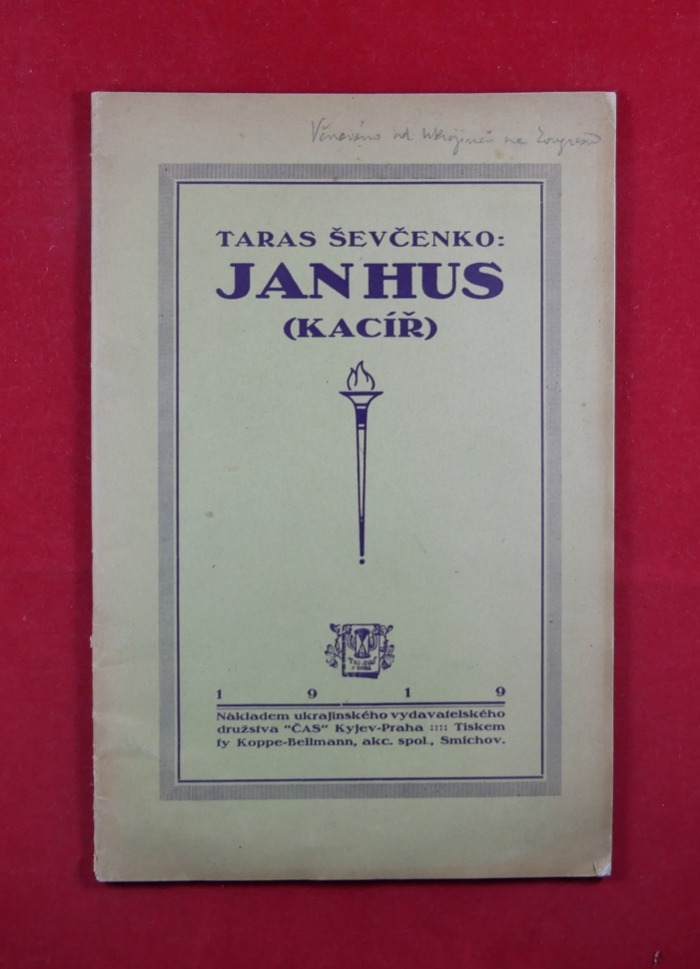 Věnováno od Ukrajinců na
TARAS ŠEVČENKO:
JAN HUS
(KACÍŘ)
1 9 1 9
Nákladem ukrajinského vydavatelského
družstva "ČAS" Kyjev-Praha :::: Tiskem
fy Koppe-Bellmann, akc. spol., Smíchov.